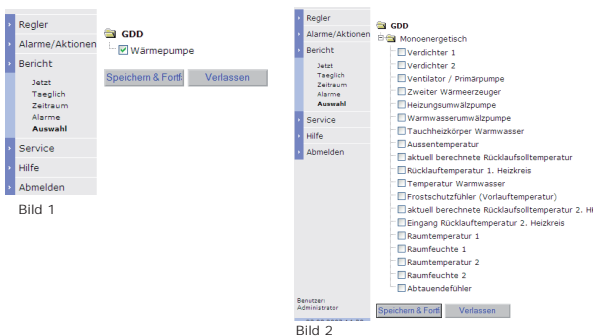 Regler
Alarme/Aktionen
Bericht
Jetzt
Taeglich
Zeitraum
Alarme
Auswahl
Service
Hilfe
Abmelden
GDD
Wärmepumpe
Speichern & Fortf.
Verlassen
Bild 1
Regler
Alarme/Aktionen
Bericht
Jetzt
Taeglich
Zeitraum
Alarme
Auswahl
Service
Hilfe
Abmelden
Benutzer:
Administrator
GDD
Monoenergetisch
Verdichter 1
Verdichter 2
Ventilator / Primärpumpe
Zweiter Wärmeerzeuger
Heizungsumwälzpumpe
Warmwasserumwälzpumpe
Tauchheizkörper Warmwasser
Aussentemperatur
aktuell berechnete Rücklaufsolltemperatur
Rücklauftemperatur 1. Heizkreis
Temperatur Warmwasser
Frostschutzfühler (Vorlauftemperatur)
aktuell berechnete Rücklaufsolltemperatur 2. H
Eingang Rücklauftemperatur 2. Heizkreis
Raumtemperatur 1
Raumfeuchte 1
Raumtemperatur 2
Raumfeuchte 2
Abtauendefühler
Speichern & Fortf.
Verlassen
Bild 2